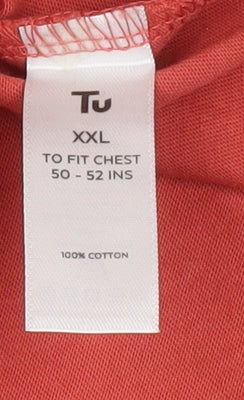 Tu
XXL
TO FIT CHEST
50 - 52 INS
100% COTTON